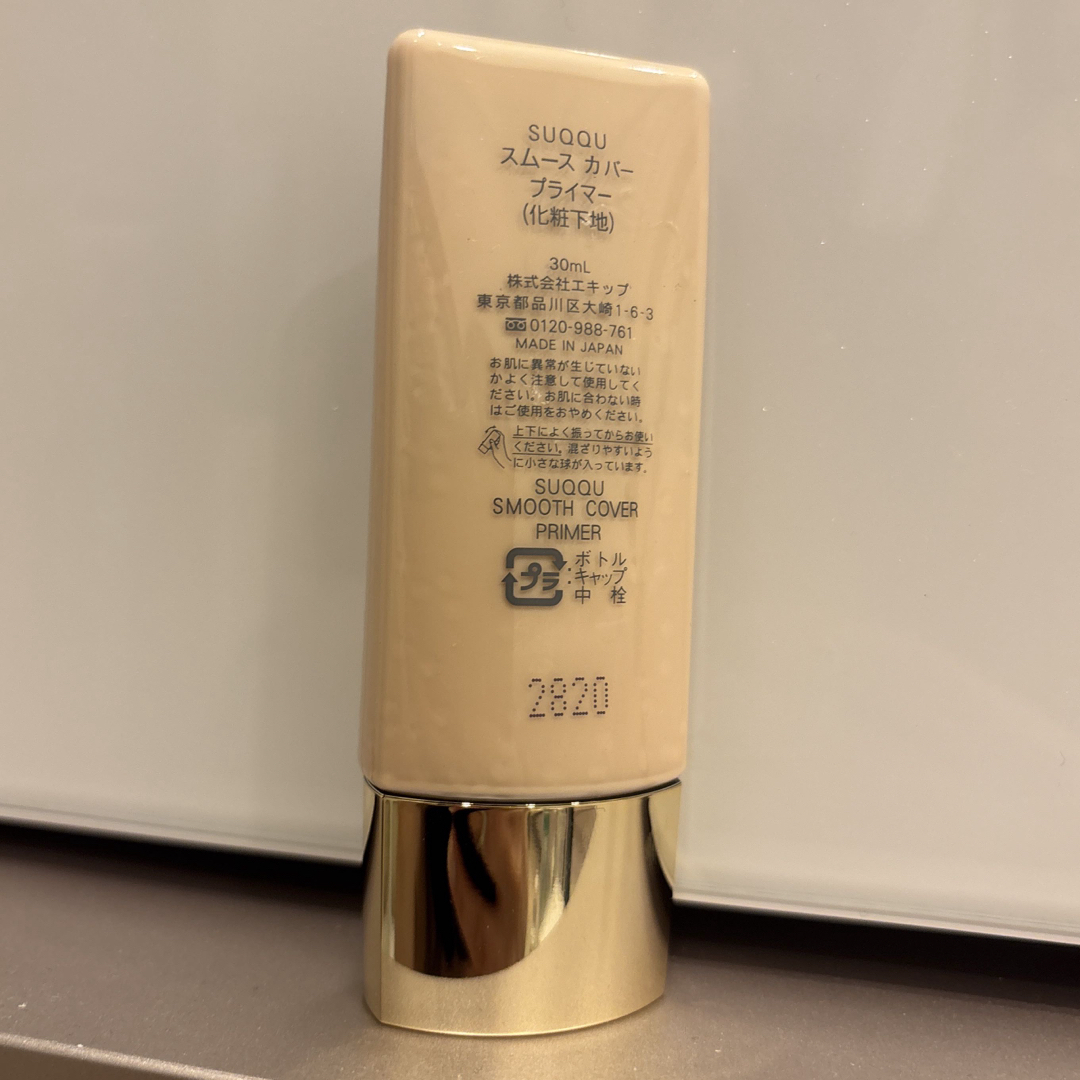 SUQQU
スムース カバー
プライマー
(化粧下地)
30mL
株式会社エキップ
東京都品川区大崎1-6-3
0120-988-761
MADE IN JAPAN
お肌に異常が生じていない
かよく注意して使用してく
ださい。お肌に合わない時
はご使用をおやめください。
上下によく振ってからお使い
ください。混ざりやすいよう
に小さな球が入っています。
SUQQU
SMOOTH COVER
PRIMER
プラ
:ボトル
:キャップ
中 栓
2820